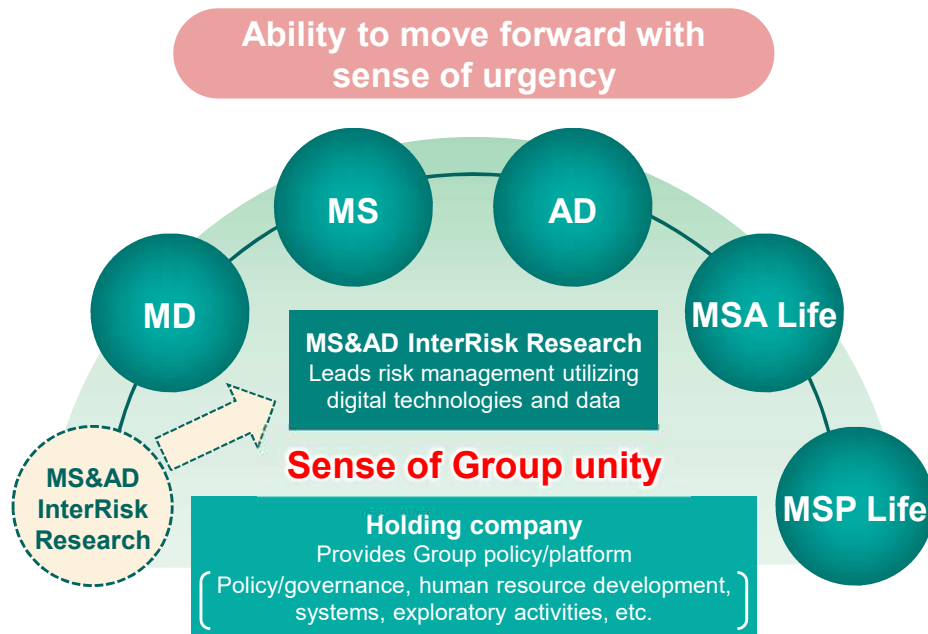 Ability to move forward with
sense of urgency
MS
AD
MD
MSA Life
MS&AD InterRisk Research
Leads risk management utilizing
digital technologies and data
MS&AD
InterRisk
Research
Sense of Group unity
MSP Life
Holding company
Provides Group policy/platform
Policy/governance, human resource development,
systems, exploratory activities, etc.